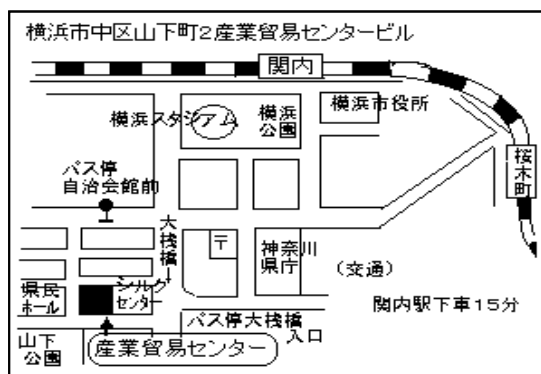 横浜市中区山下町2産業貿易センタービル
関内
横浜スタジアム
横浜
公園
横浜市役所
桜木町
バス停
自治会館前
大桟橋→
〒
神奈川
県庁
（交通）
関内駅下車15分
県民
ホール
シルク
センター
バス停大桟橋
入口
山下
公園
産業貿易センター